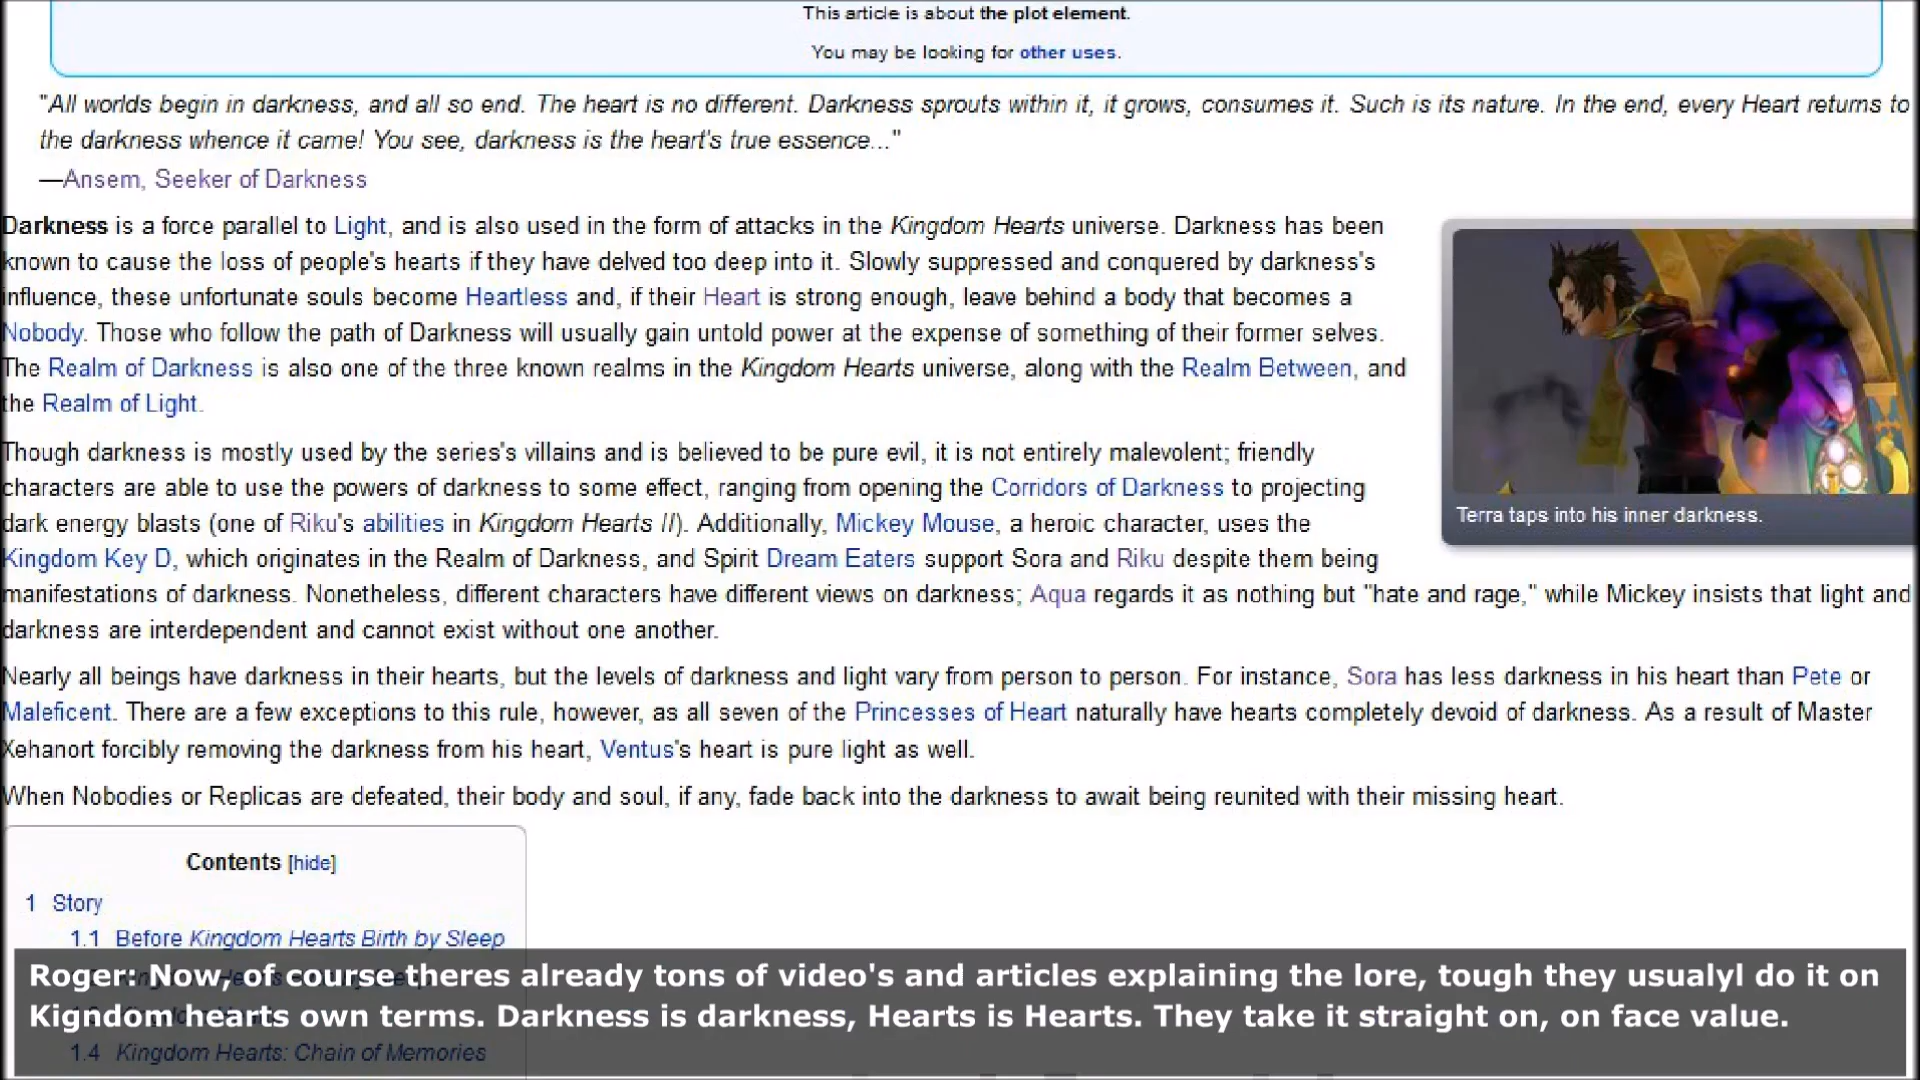 This article is about the plot element.
You may be looking for other uses.
"All worlds begin in darkness, and all so end. The heart is no different. Darkness sprouts within it, it grows, consumes it. Such is its nature. In the end, every Heart returns to
the darkness whence it came! You see, darkness is the heart's true essence..."
—Ansem, Seeker of Darkness
Darkness is a force parallel to Light, and is also used in the form of attacks in the Kingdom Hearts universe. Darkness has been
known to cause the loss of people's hearts if they have delved too deep into it. Slowly suppressed and conquered by darkness's
influence, these unfortunate souls become Heartless and, if their Heart is strong enough, leave behind a body that becomes a
Nobody. Those who follow the path of Darkness will usually gain untold power at the expense of something of their former selves.
The Realm of Darkness is also one of the three known realms in the Kingdom Hearts universe, along with the Realm Between, and
the Realm of Light.
Terra taps into his inner darkness.
Though darkness is mostly used by the series's villains and is believed to be pure evil, it is not entirely malevolent; friendly
characters are able to use the powers of darkness to some effect, ranging from opening the Corridors of Darkness to projecting
dark energy blasts (one of Riku's abilities in Kingdom Hearts II). Additionally, Mickey Mouse, a heroic character, uses the
Kingdom Key D, which originates in the Realm of Darkness, and Spirit Dream Eaters support Sora and Riku despite them being
manifestations of darkness. Nonetheless, different characters have different views on darkness; Aqua regards it as nothing but "hate and rage," while Mickey insists that light and
darkness are interdependent and cannot exist without one another.
Nearly all beings have darkness in their hearts, but the levels of darkness and light vary from person to person. For instance, Sora has less darkness in his heart than Pete or
Maleficent. There are a few exceptions to this rule, however, as all seven of the Princesses of Heart naturally have hearts completely devoid of darkness. As a result of Master
Xehanort forcibly removing the darkness from his heart, Ventus's heart is pure light as well.
When Nobodies or Replicas are defeated, their body and soul, if any, fade back into the darkness to await being reunited with their missing heart.
Contents [hide]
1 Story
1.1 Before Kingdom Hearts Birth by Sleep
Roger: Now, of course theres already tons of video's and articles explaining the lore, tough they usualyl do it on
Kigndom hearts own terms. Darkness is darkness, Hearts is Hearts. They take it straight on, on face value.
1.4 Kingdom Hearts: Chain of Memories